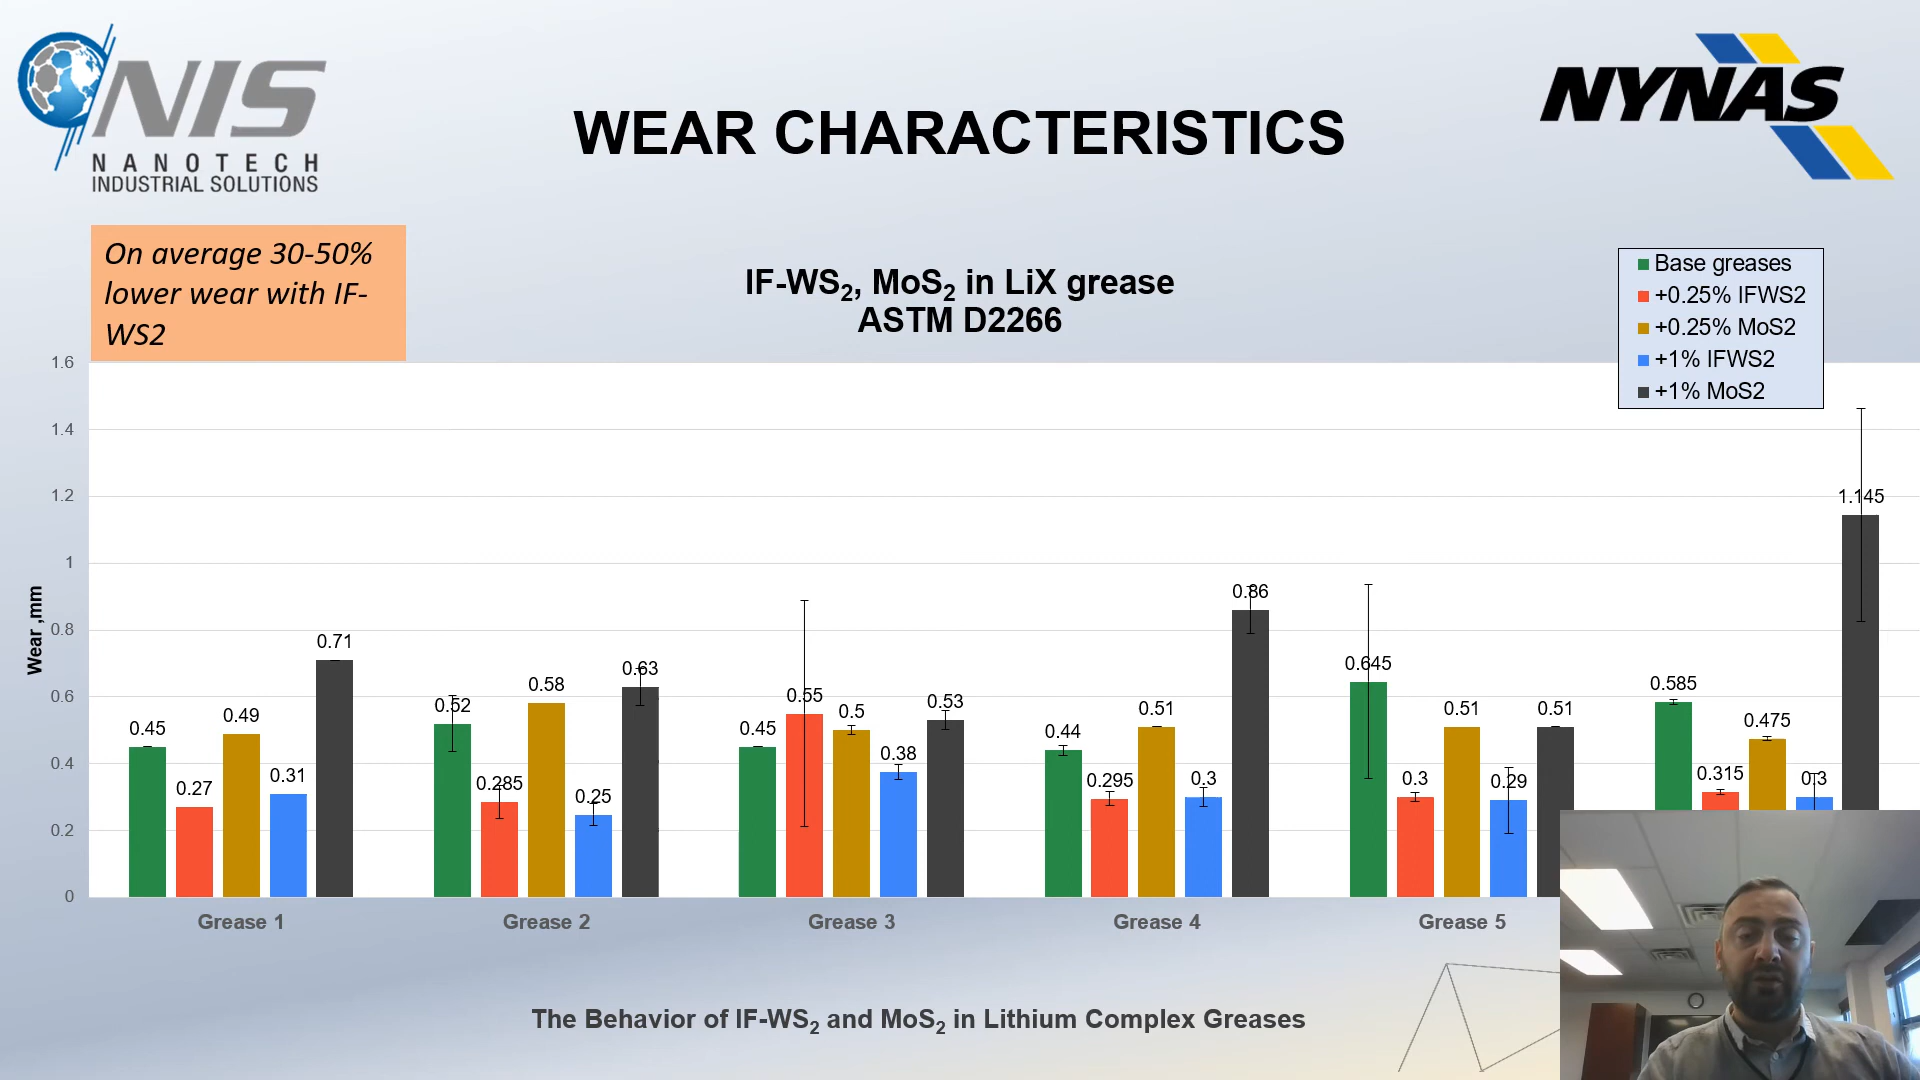 NIS
NANOTECH
INDUSTRIAL SOLUTIONS
WEAR CHARACTERISTICS
NYNAS
On average 30-50%
lower wear with IF-
WS2
IF-WS₂, MoS₂ in LiX grease
ASTM D2266
Base greases
+0.25% IFWS2
+0.25% MoS2
+1% IFWS2
+1% MoS2
Wear ,mm
1.6
1.4
1.2
1
0.8
0.6
0.4
0.2
0
0.45 0.27 0.49 0.31 0.71
0.52 0.285 0.58 0.25 0.63
0.45 0.55 0.5 0.38 0.53
0.44 0.295 0.51 0.3 0.86
0.645 0.3 0.51 0.29 0.51
0.585 0.315 0.475 0.3 1.145
Grease 1 Grease 2 Grease 3 Grease 4 Grease 5
The Behavior of IF-WS₂ and MoS₂ in Lithium Complex Greases